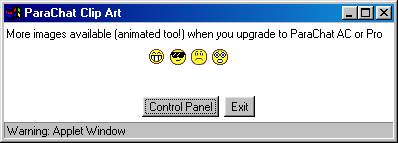 ParaChat Clip Art
More images available (animated too!) when you upgrade to ParaChat AC or Pro
Control Panel Exit
Warning: Applet Window